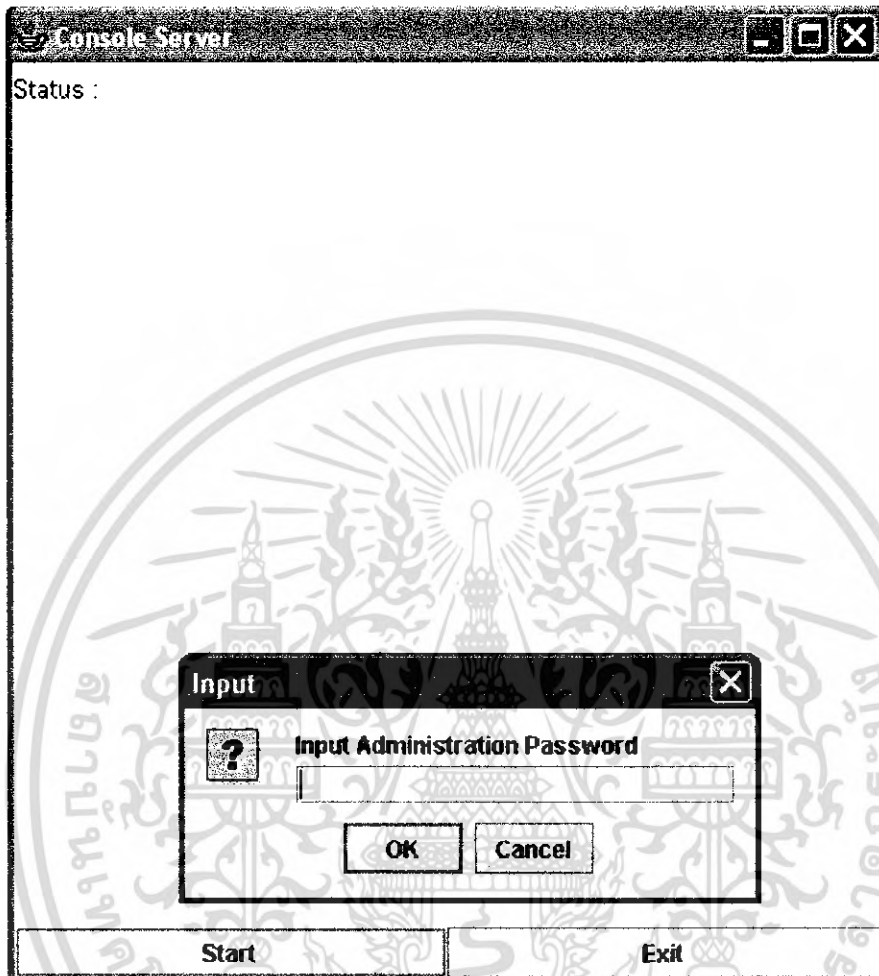 Console Server
Status :
Input
Input Administration Password
OK
Cancel
Start
Exit